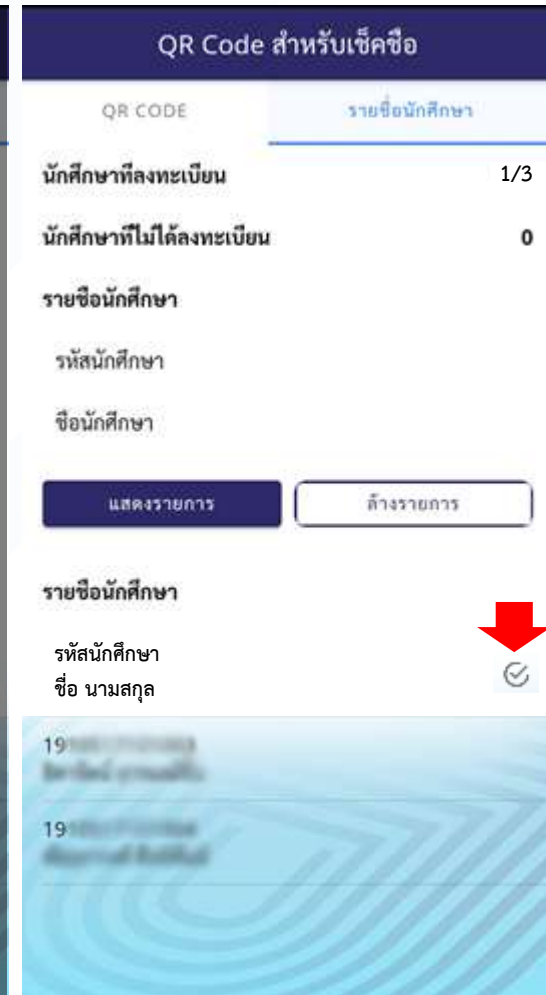 QR Code สำหรับเช็คชื่อ
QR CODE รายชื่อนักศึกษา
นักศึกษาที่ลงทะเบียน 1/3
นักศึกษาที่ไม่ได้ลงทะเบียน 0
รายชื่อนักศึกษา
รหัสนักศึกษา
ชื่อนักศึกษา
แสดงรายการ ล้างรายการ
รายชื่อนักศึกษา
รหัสนักศึกษา
ชื่อ นามสกุล
19
19